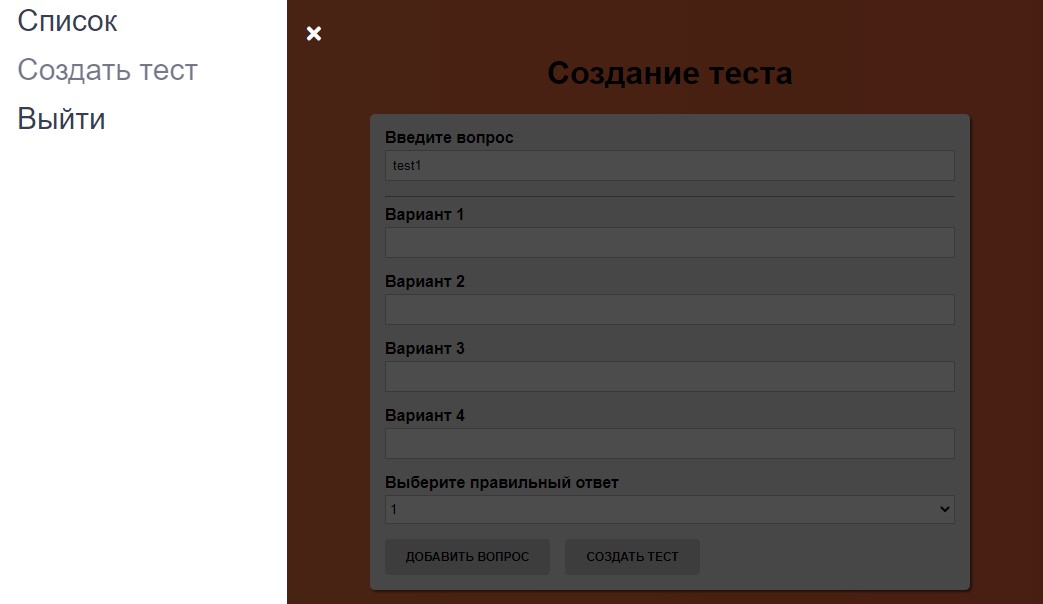 Список
Создать тест
Выйти
Создание теста
Введите вопрос
test1
Вариант 1
Вариант 2
Вариант 3
Вариант 4
Выберите правильный ответ
1
ДОБАВИТЬ ВОПРОС СОЗДАТЬ ТЕСТ